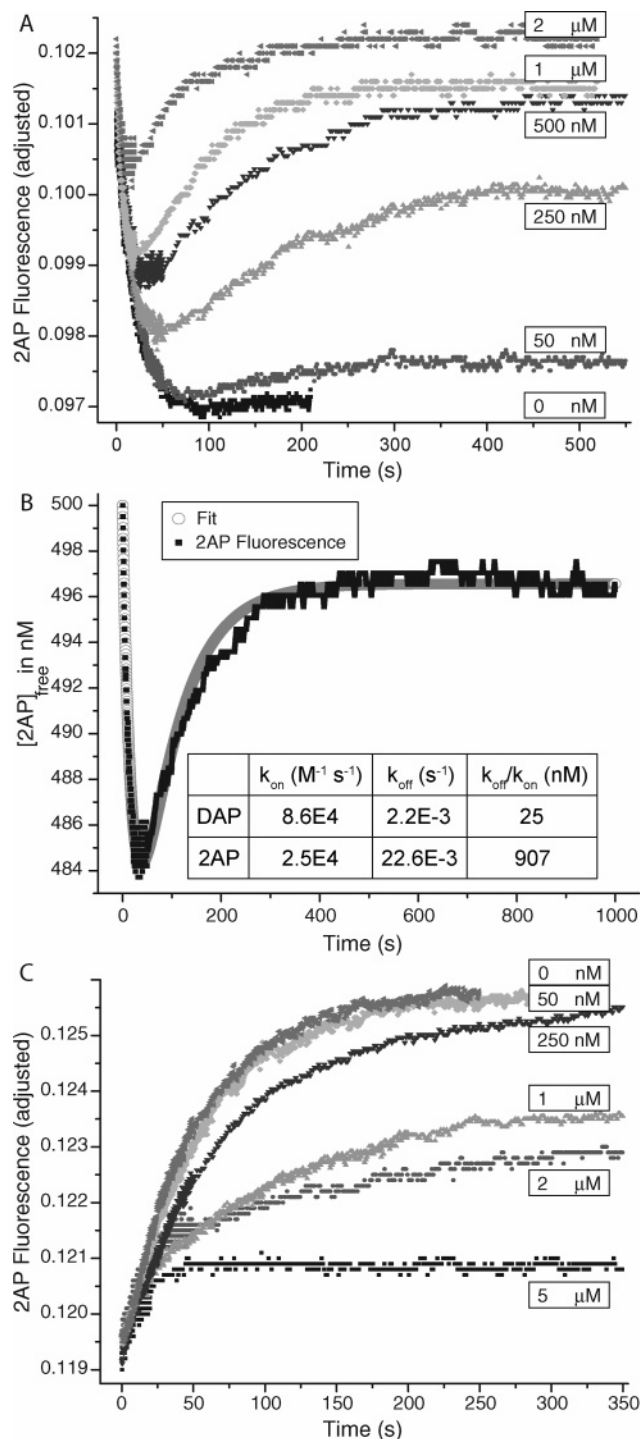 A
2AP Fluorescence (adjusted)
0.102
0.101
0.100
0.099
0.098
0.097
2 μM
1 μM
500 nM
250 nM
50 nM
0 nM
0 100 200 300 400 500
Time (s)
B
[2AP]free in nM
500
498
496
494
492
490
488
486
484
Fit
2AP Fluorescence
kon (M-1 s-1) koff (s-1) koff/kon (nM)
DAP 8.6E4 2.2E-3 25
2AP 2.5E4 22.6E-3 907
0 200 400 600 800 1000
Time (s)
C
2AP Fluorescence (adjusted)
0.125
0.124
0.123
0.122
0.121
0.120
0.119
0 nM
50 nM
250 nM
1 μM
2 μM
5 μM
0 50 100 150 200 250 300 350
Time (s)